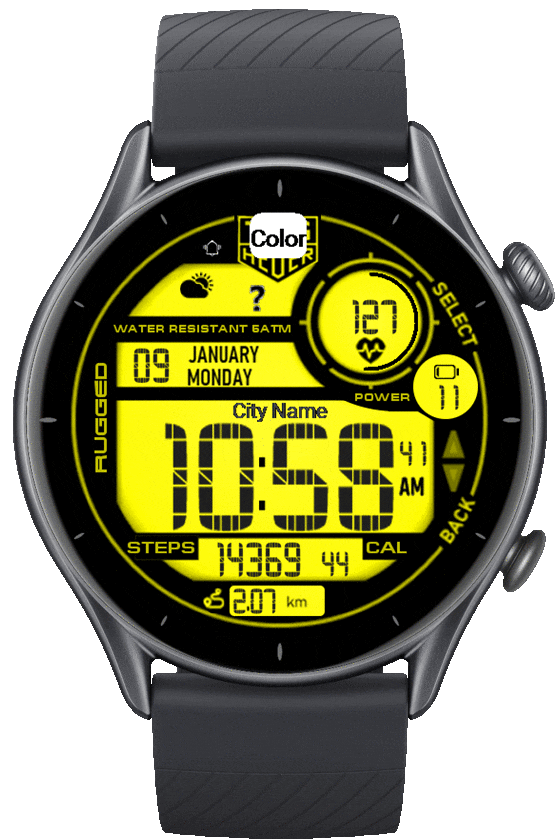 Color
HEUER
SELECT
?
127
WATER RESISTANT 5ATM
09
JANUARY
MONDAY
POWER
11
RUGGED
City Name
10:58
41
AM
BACK
STEPS
14369
44
CAL
2.07 km